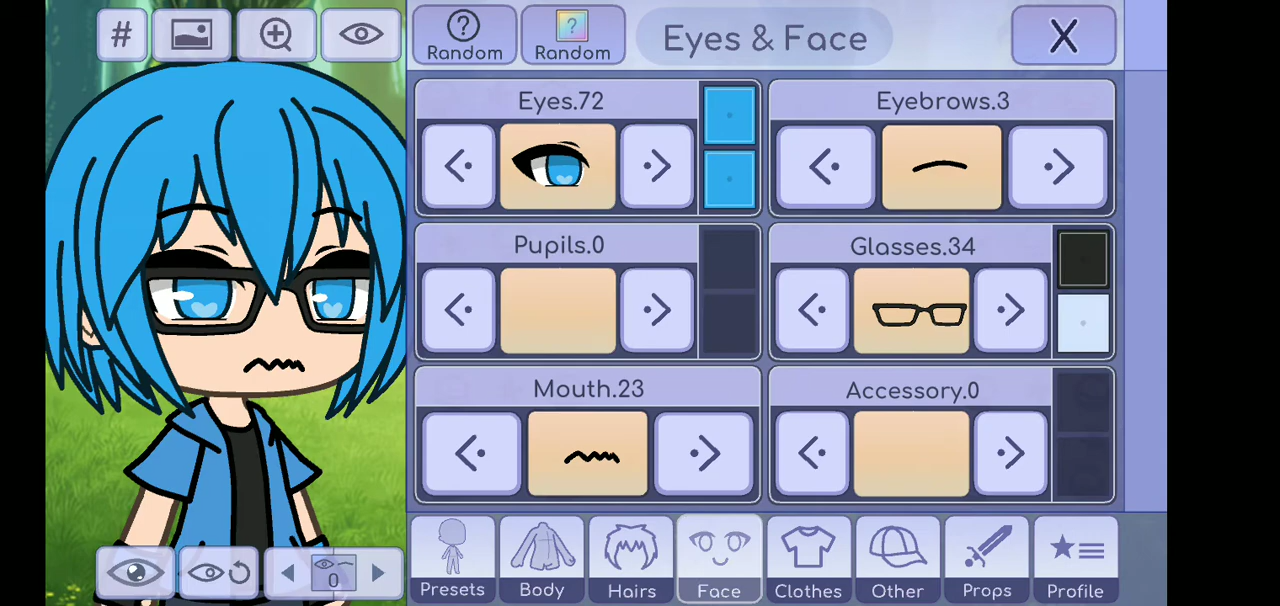 #
? Random
? Random
Eyes & Face
X
Eyes.72
Eyebrows.3
Pupils.0
Glasses.34
Mouth.23
Accessory.0
0
Presets
Body
Hairs
Face
Clothes
Other
Props
Profile